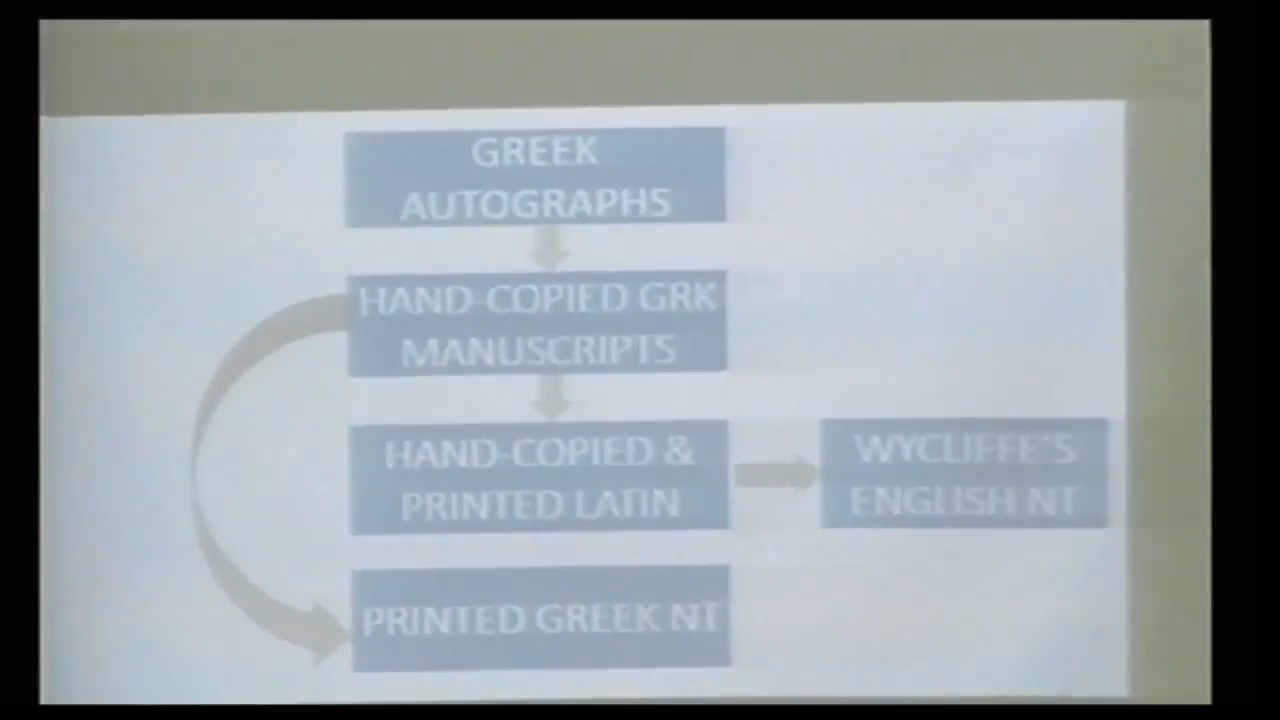 GREEK
AUTOGRAPHS
HAND-COPIED GRK
MANUSCRIPTS
HAND-COPIED &
PRINTED LATIN
WYCLIFFE'S
ENGLISH NT
PRINTED GREEK NT